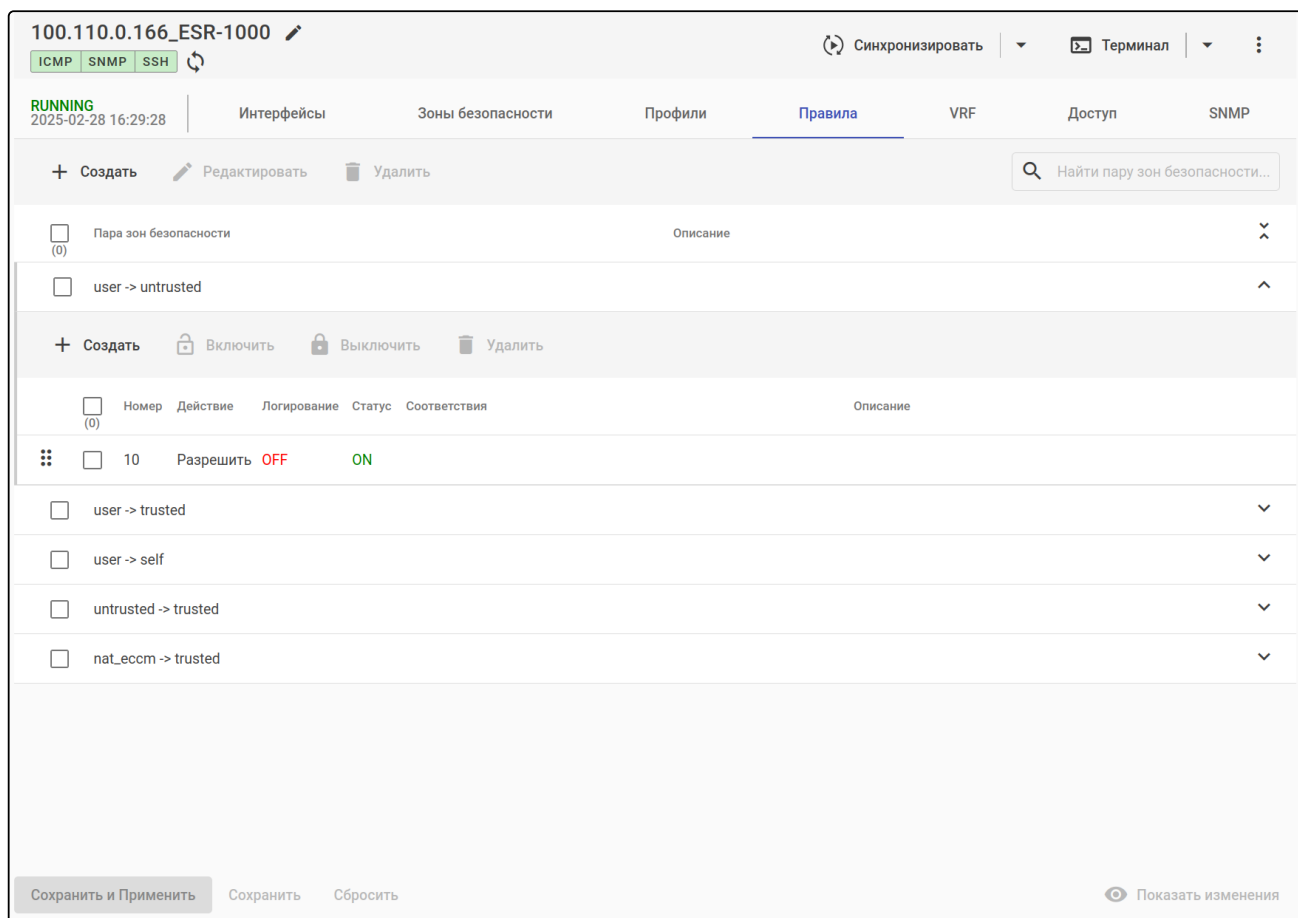 100.110.0.166_ESR-1000
Синхронизировать
Терминал
ICMP SNMP SSH
RUNNING
2025-02-28 16:29:28
Интерфейсы Зоны безопасности Профили Правила VRF Доступ SNMP
Создать Редактировать Удалить Найти пару зон безопасности...
Пара зон безопасности Описание
(0)
user -> untrusted
Создать Включить Выключить Удалить
Номер Действие Логирование Статус Соответствия Описание
(0)
10 Разрешить OFF ON
user -> trusted
user -> self
untrusted -> trusted
nat_eccm -> trusted
Сохранить и Применить Сохранить Сбросить Показать изменения